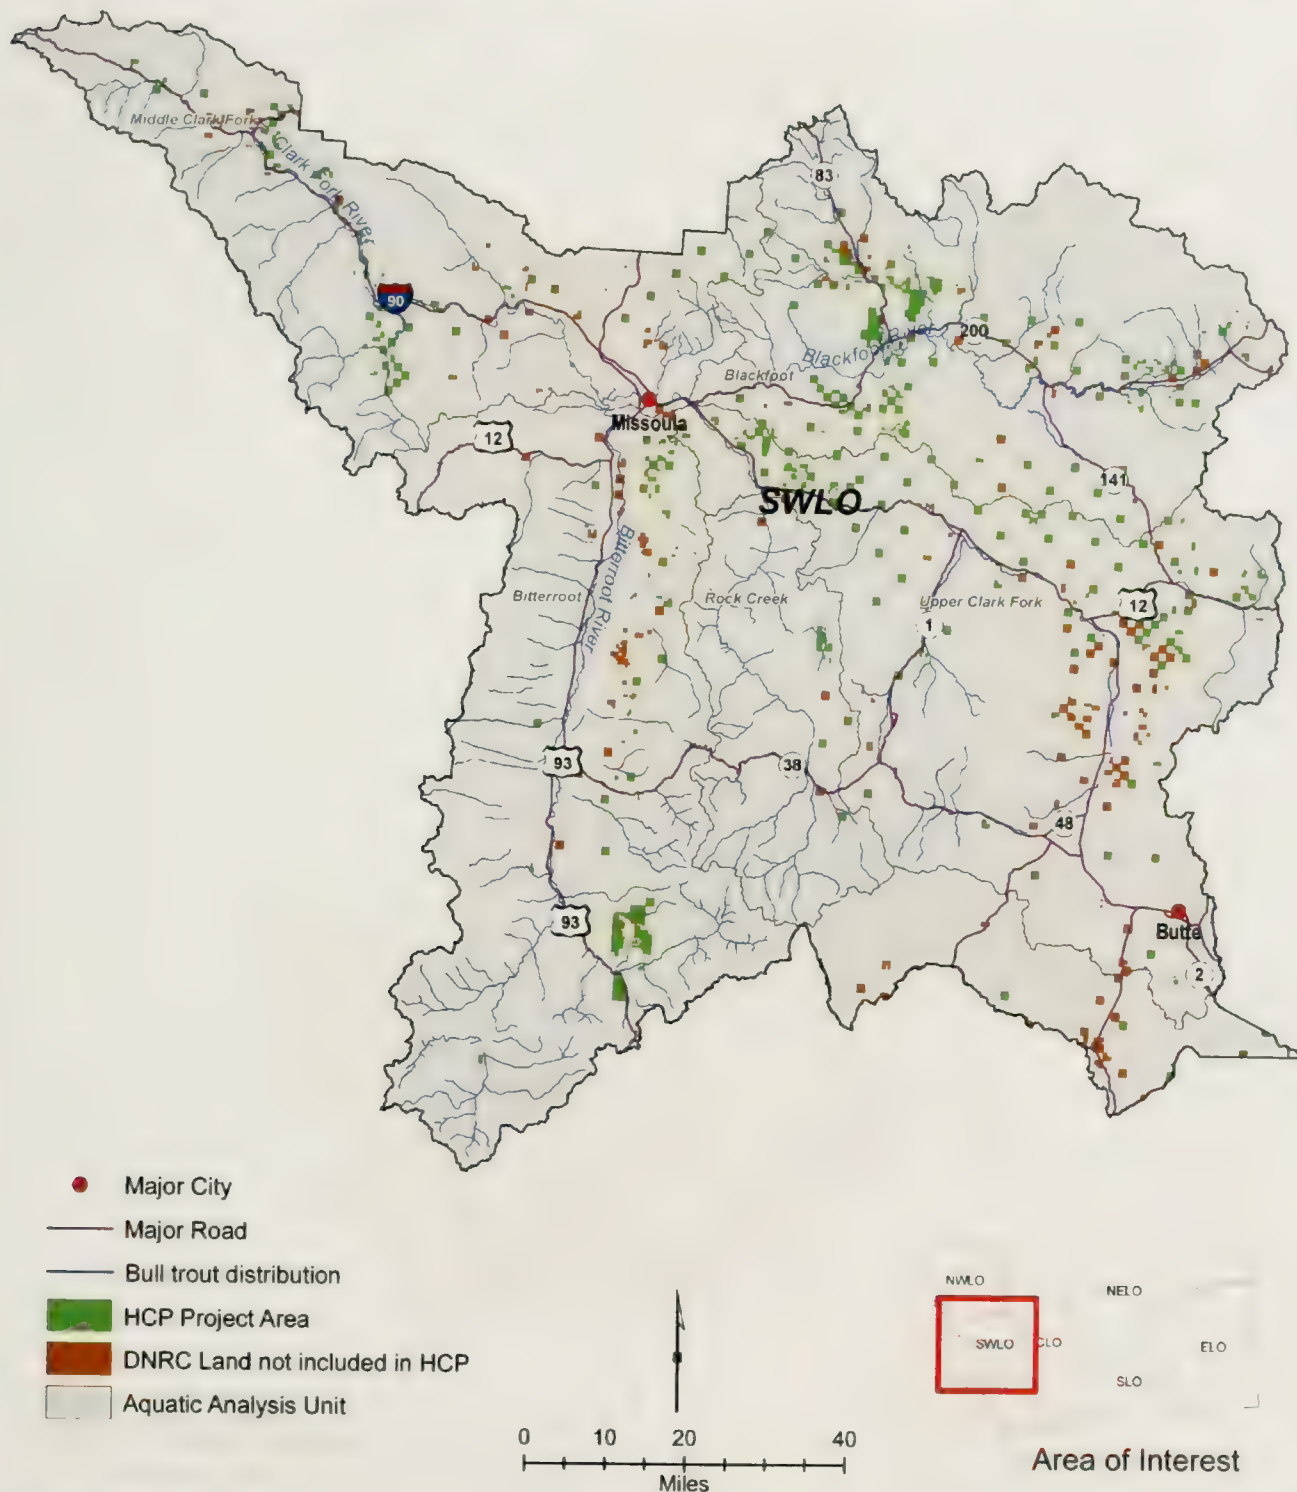 83
Middle Clark Fork
Clark Fork River
90
200
Blackfoot River
Blackfoot
Missoula
12
141
SWLO
Bitterroot River
Bitterroot
Rock Creek
Upper Clark Fork
12
1
93
38
48
93
Butte
2
Major City
Major Road
Bull trout distribution
HCP Project Area
DNRC Land not included in HCP
Aquatic Analysis Unit
0 10 20 40
Miles
NWLO
NELO
SWLO
CLO
ELO
SLO
Area of Interest